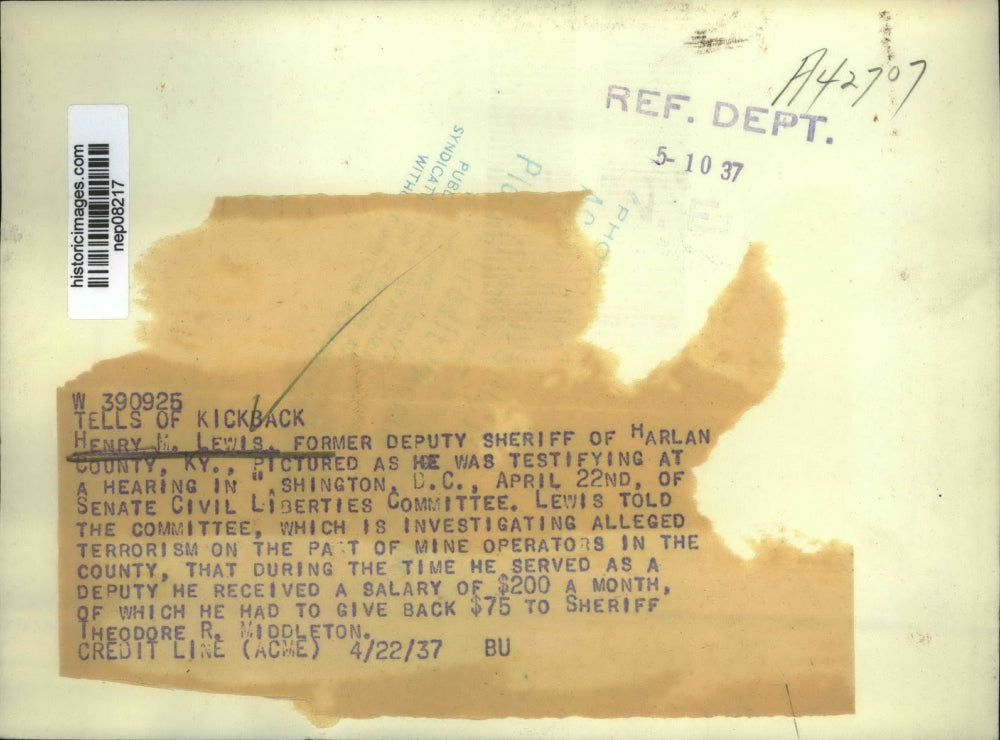 A42707
REF. DEPT.
5-10 37
historicimages.com
nep08217
W 390925
TELLS OF KICKBACK
HENRY M. LEWIS, FORMER DEPUTY SHERIFF OF HARLAN
COUNTY, KY., PICTURED AS HE WAS TESTIFYING AT
A HEARING IN " SHINGTON, D.C., APRIL 22ND, OF
SENATE CIVIL LIBERTIES COMMITTEE. LEWIS TOLD
THE COMMITTEE, WHICH IS INVESTIGATING ALLEGED
TERRORISM ON THE PA T OF MINE OPERATORS IN THE
COUNTY, THAT DURING THE TIME HE SERVED AS A
DEPUTY HE RECEIVED A SALARY OF $200 A MONTH,
OF WHICH HE HAD TO GIVE BACK $75 TO SHERIFF
THEODORE R. MIDDLETON.
CREDIT LINE (ACME) 4/22/37 BU